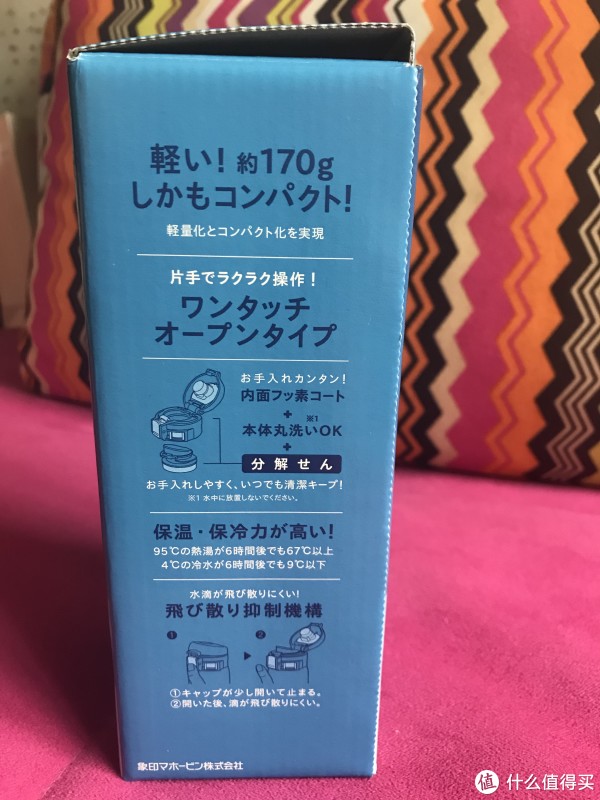 軽い！約170g
しかもコンパクト！
軽量化とコンパクト化を実現
片手でラクラク操作！
ワンタッチ
オープンタイプ
お手入れカンタン！
内面フッ素コート
+
※1
本体丸洗いOK
+
分解せん
お手入れしやすく、いつでも清潔キープ！
※1 水中に放置しないでください。
保温・保冷力が高い！
95℃の熱湯が6時間後でも67℃以上
4℃の冷水が6時間後でも9℃以下
水滴が飛び散りにくい！
飛び散り抑制機構
❶ ❷
①キャップが少し開いて止まる。
②開いた後、滴が飛び散りにくい。
象印マホービン株式会社
值 什么值得买